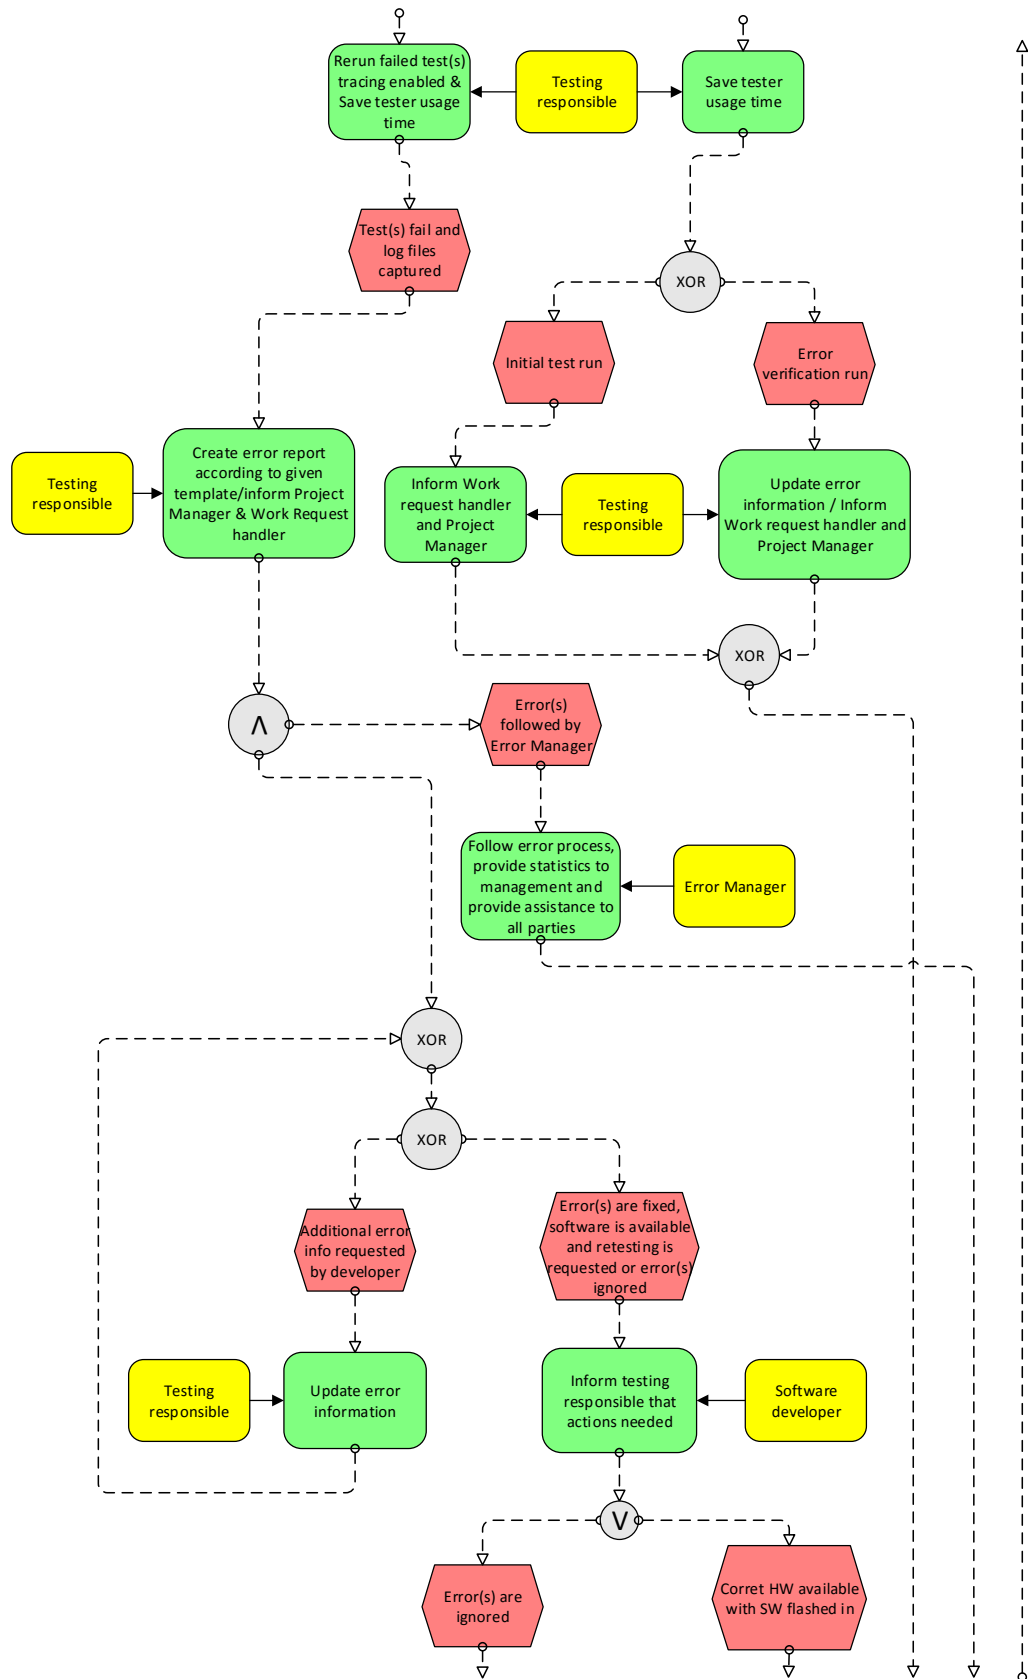 Rerun failed test(s)
tracing enabled &
Save tester usage
time
Testing
responsible
Save tester
usage time
Test(s) fail and
log files
captured
XOR
Initial test run
Error
verification run
Testing
responsible
Create error report
according to given
template/inform Project
Manager & Work Request
handler
Inform Work
request handler
and Project
Manager
Testing
responsible
Update error
information / Inform
Work request handler and
Project Manager
XOR
Λ
Error(s)
followed by
Error Manager
Follow error process,
provide statistics to
management and
provide assistance to
all parties
Error Manager
XOR
XOR
Additional error
info requested
by developer
Error(s) are fixed,
software is available
and retesting is
requested or error(s)
ignored
Testing
responsible
Update error
information
Inform testing
responsible that
actions needed
Software
developer
V
Error(s) are
ignored
Corret HW available
with SW flashed in